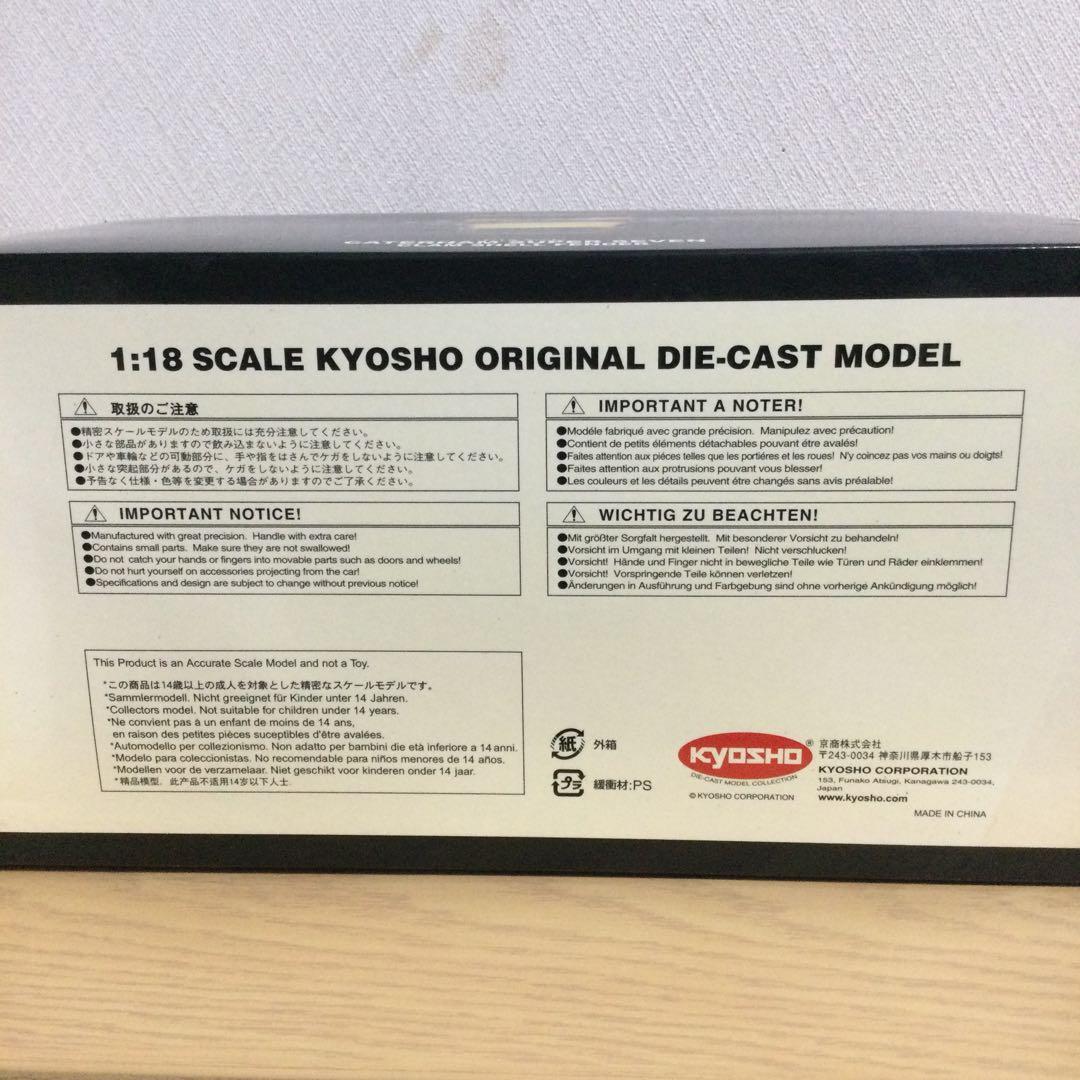 CATERHAM SUPER SEVEN
1:18 SCALE KYOSHO ORIGINAL DIE-CAST MODEL
取扱のご注意
●精密スケールモデルのため取扱には充分注意してください。
●小さな部品がありますので飲み込まないように注意してください。
●ドアや車輪などの可動部分に、手や指をはさんでケガをしないように注意してください。
●小さな突起部分があるので、ケガをしないように注意してください。
●予告なく仕様・色等を変更する場合がありますのでご了承ください。
IMPORTANT NOTICE!
●Manufactured with great precision. Handle with extra care!
●Contains small parts. Make sure they are not swallowed!
●Do not catch your hands or fingers into movable parts such as doors and wheels!
●Do not hurt yourself on accessories projecting from the car!
●Specifications and design are subject to change without previous notice!
IMPORTANT A NOTER!
●Modéle fabriqué avec grande précision. Manipulez avec précaution!
●Contient de petits éléments détachables pouvant être avalés!
●Faites attention aux piéces telles que les portiéres et les roues! N'y coincez pas vos mains ou doigts!
●Faites attention aux protrusions pouvant vous blesser!
●Les couleurs et les détails peuvent être changés sans avis préalable!
WICHTIG ZU BEACHTEN!
●Mit größter Sorgfalt hergestellt. Mit besonderer Vorsicht zu behandeln!
●Vorsicht im Umgang mit kleinen Teilen! Nicht verschlucken!
●Vorsicht! Hände und Finger nicht in bewegliche Teile wie Türen und Räder einklemmen!
●Vorsicht! Vorspringende Teile können verletzen!
●Änderungen in Ausführung und Farbgebung sind ohne vorherige Ankündigung möglich!
This Product is an Accurate Scale Model and not a Toy.
*この商品は14歳以上の成人を対象とした精密なスケールモデルです。
*Sammlermodell. Nicht greeignet für Kinder unter 14 Jahren.
*Collectors model. Not suitable for children under 14 years.
*Ne convient pas à un enfant de moins de 14 ans,
en raison des petites pièces suceptibles d'être avalées.
*Automodello per collezionismo. Non adatto per bambini die età inferiore a 14 anni.
*Modelo para coleccionistas. No recomendable para niños menores de 14 años.
*Modellen voor de verzamelaar. Niet geschikt voor kinderen onder 14 jaar.
*精品模型. 此产品不适用14岁以下人士.
紙 外箱
プラ 緩衝材:PS
KYOSHO®
DIE-CAST MODEL COLLECTION
© KYOSHO CORPORATION
京商株式会社
〒243-0034 神奈川県厚木市船子153
KYOSHO CORPORATION
153, Funako Atsugi, Kanagawa 243-0034,
Japan
www.kyosho.com
MADE IN CHINA